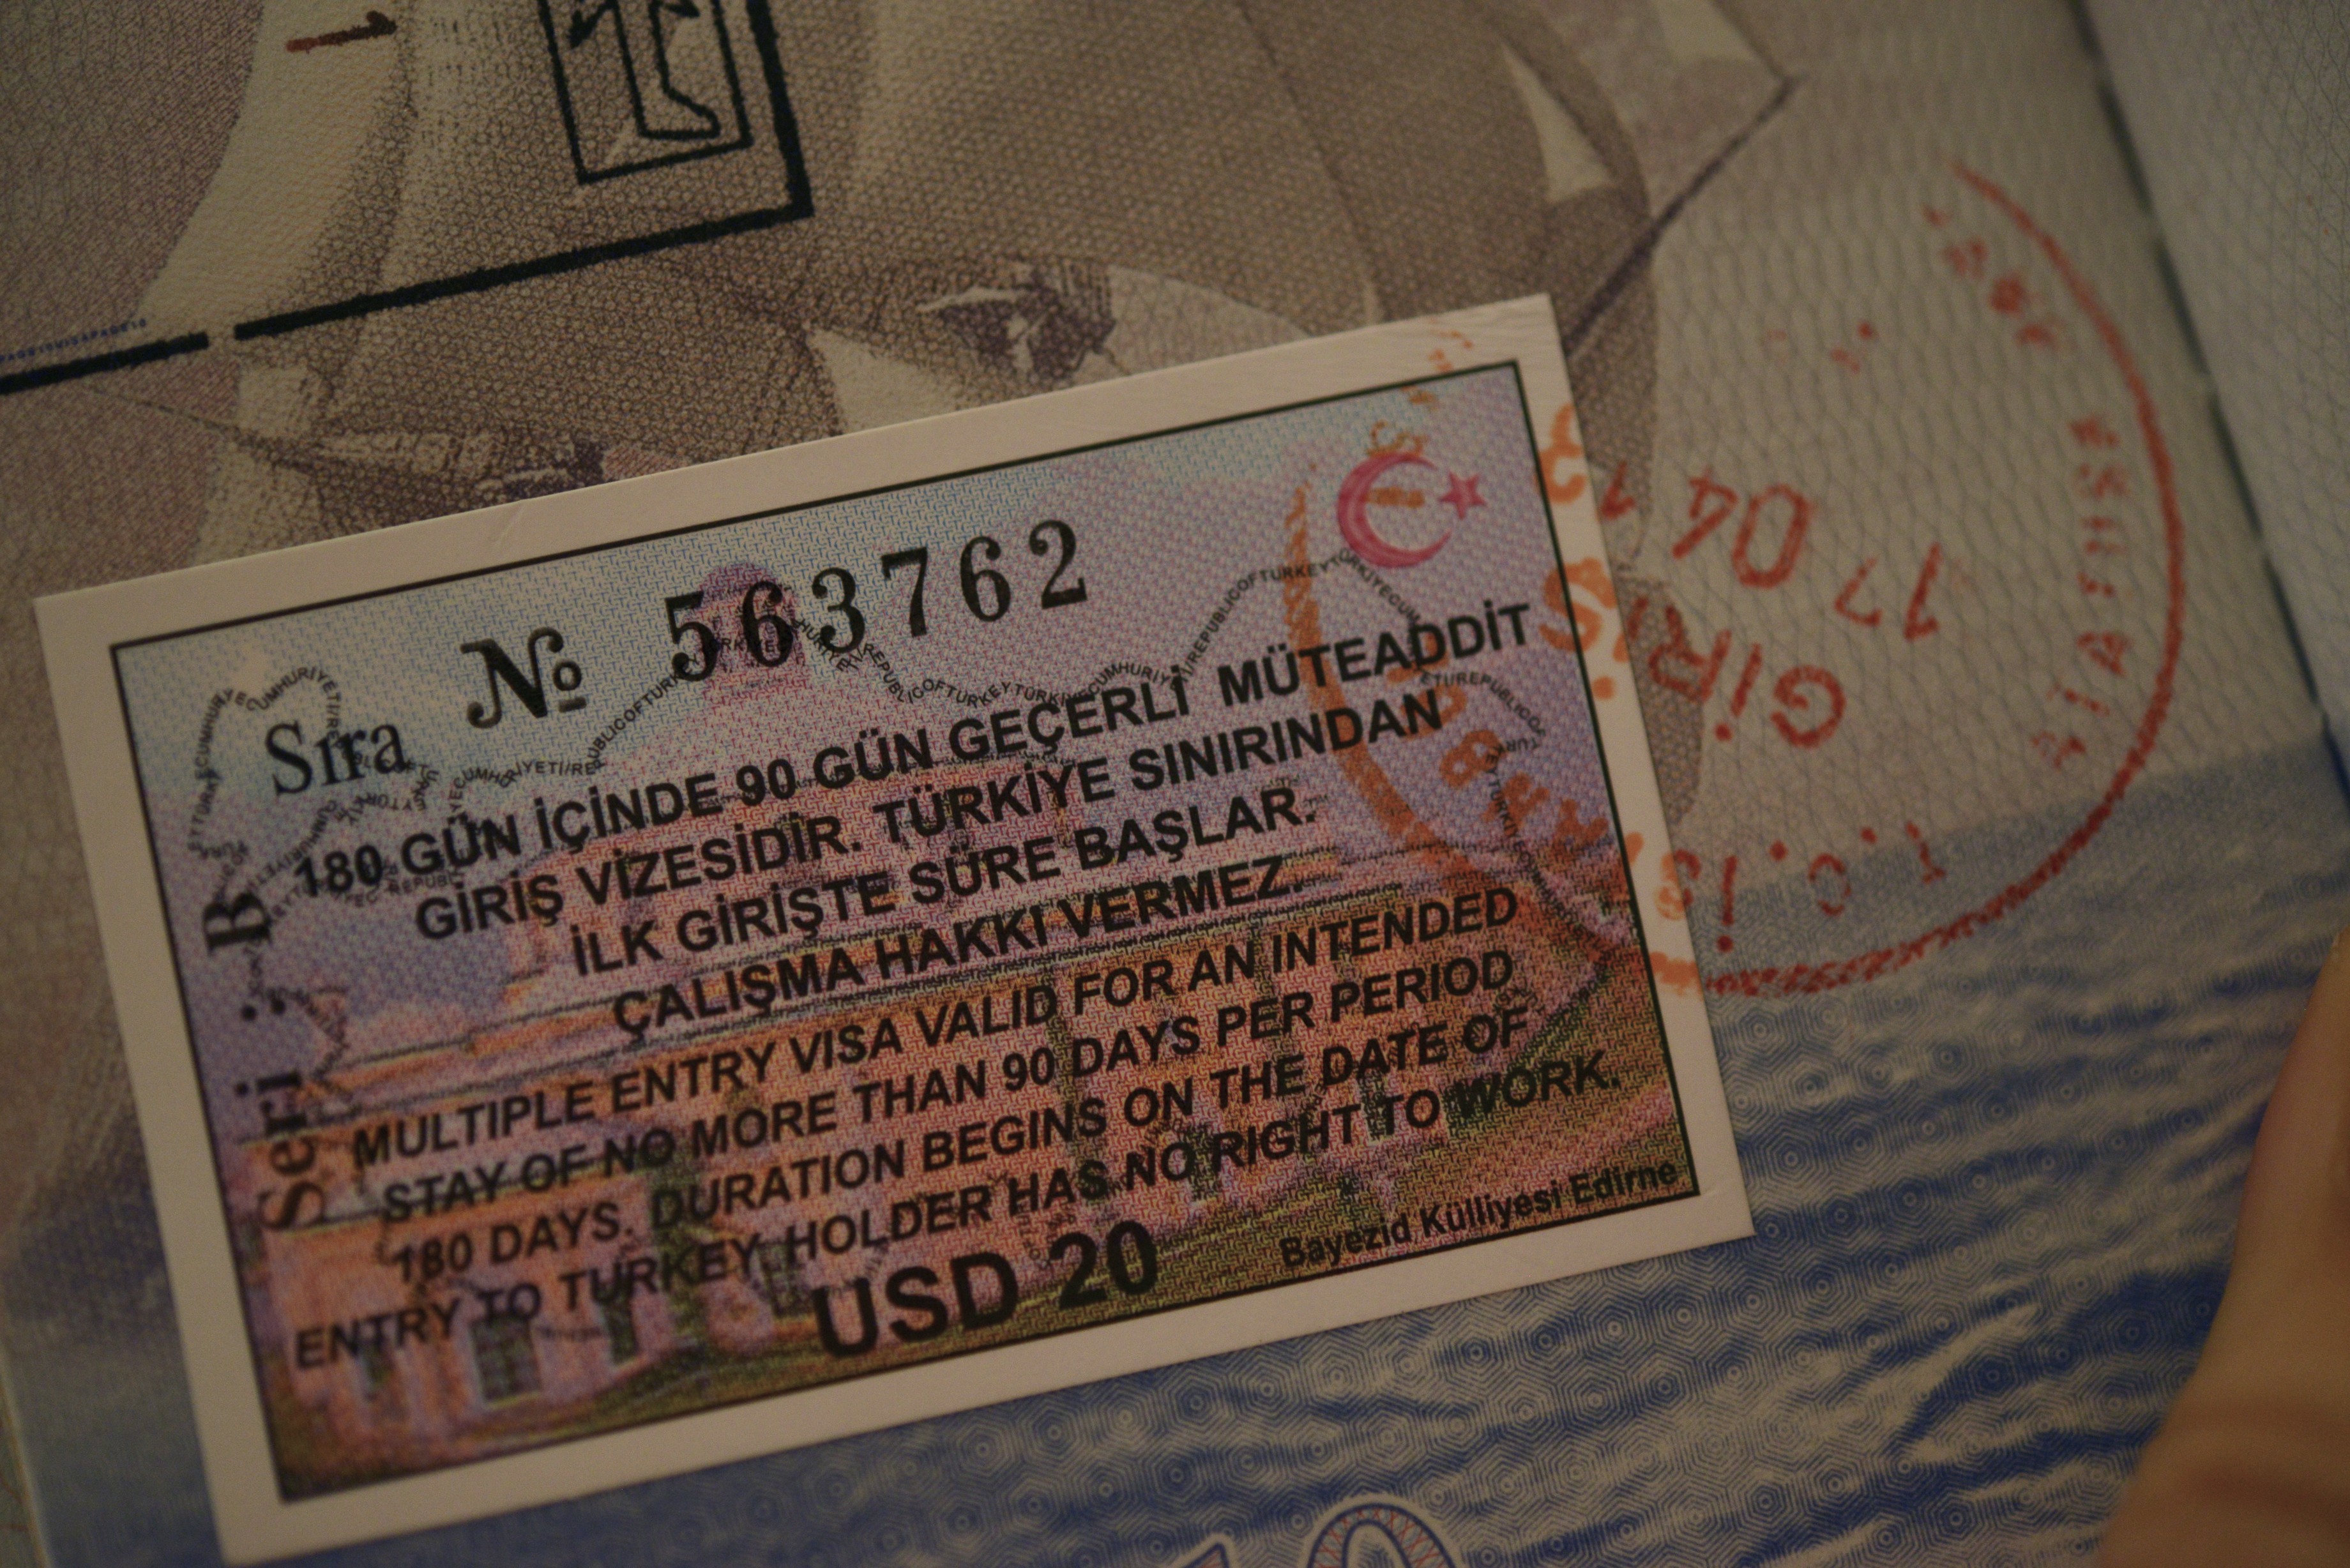 Sıra № 563762
Seri : B
180 GÜN İÇİNDE 90 GÜN GEÇERLİ MÜTEADDİT
GİRİŞ VİZESİDİR. TÜRKİYE SINIRINDAN
İLK GİRİŞTE SÜRE BAŞLAR.
ÇALIŞMA HAKKI VERMEZ.
MULTIPLE ENTRY VISA VALID FOR AN INTENDED
STAY OF NO MORE THAN 90 DAYS PER PERIOD
180 DAYS. DURATION BEGINS ON THE DATE OF
ENTRY TO TURKEY. HOLDER HAS NO RIGHT TO WORK.
USD 20
Bayezid Külliyesi Edirne
T.C. İS
GİRİŞ
17
04